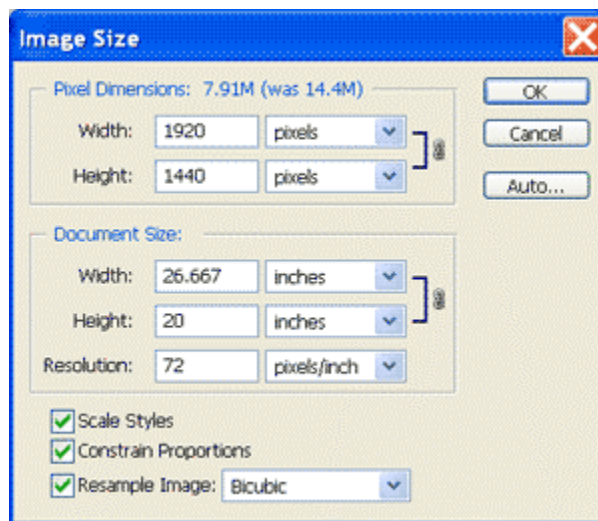 Image Size
Pixel Dimensions: 7.91M (was 14.4M)
Width: 1920 pixels
Height: 1440 pixels
OK
Cancel
Auto...
Document Size:
Width: 26.667 inches
Height: 20 inches
Resolution: 72 pixels/inch
Scale Styles
Constrain Proportions
Resample Image: Bicubic